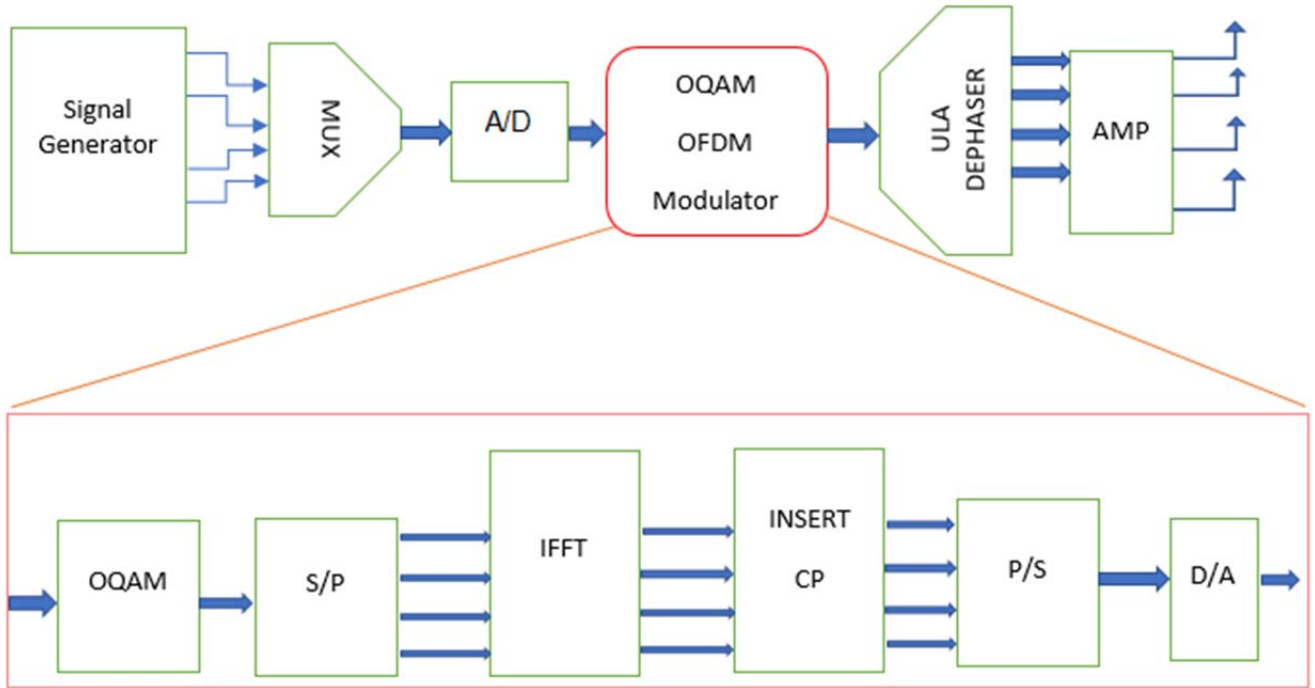 Signal
Generator
MUX
A/D
OQAM
OFDM
Modulator
ULA
DEPHASER
AMP
OQAM
S/P
IFFT
INSERT
CP
P/S
D/A